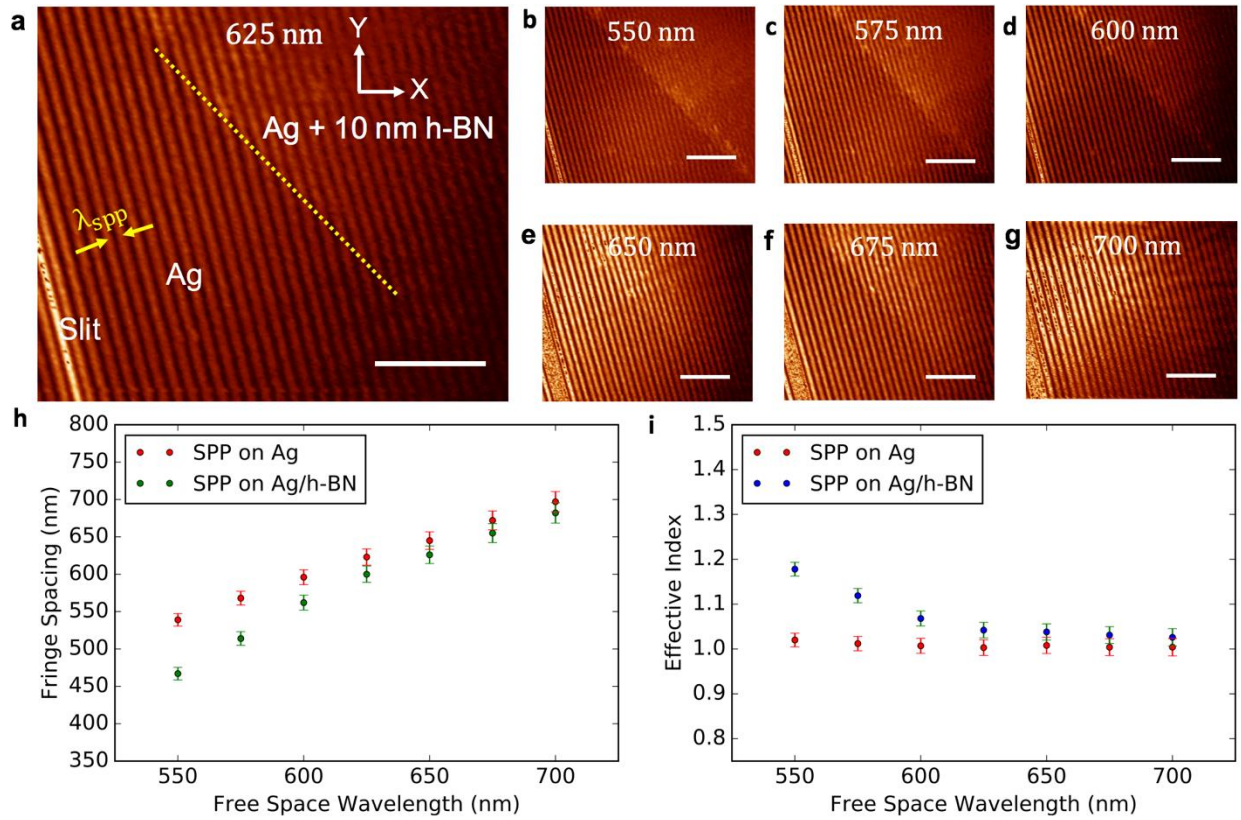 a
625 nm
Y
X
Ag + 10 nm h-BN
λspp
Ag
Slit
b
550 nm
c
575 nm
d
600 nm
e
650 nm
f
675 nm
g
700 nm
h
800
750
700
650
600
550
500
450
400
350
Fringe Spacing (nm)
SPP on Ag
SPP on Ag/h-BN
550
600
650
700
Free Space Wavelength (nm)
i
1.5
1.4
1.3
1.2
1.1
1.0
0.9
0.8
Effective Index
SPP on Ag
SPP on Ag/h-BN
550
600
650
700
Free Space Wavelength (nm)